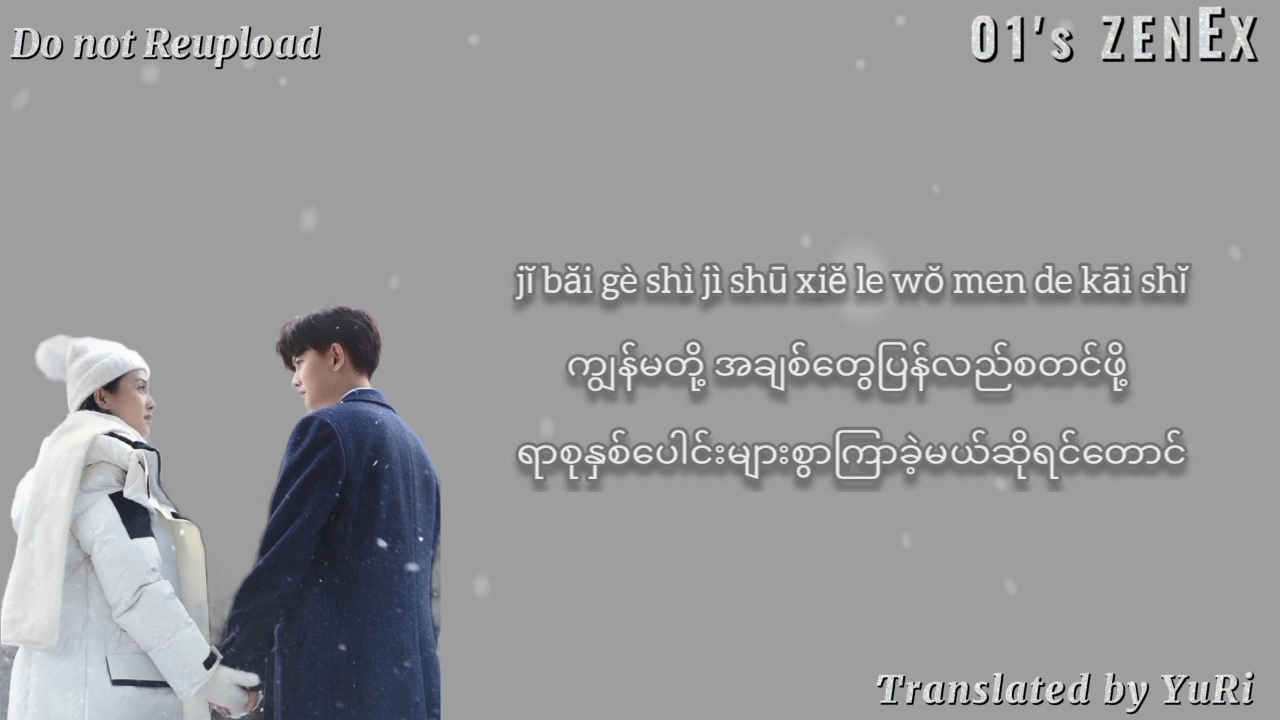 Do not Reupload
01's ZENEX
jǐ bǎi gè shì jì shū xiě le wǒ men de kāi shǐ
ကျွန်မတို့ အချစ်တွေပြန်လည်စတင်ဖို့
ရာစုနှစ်ပေါင်းများစွာကြာခဲ့မယ်ဆိုရင်တောင်
Translated by YuRi